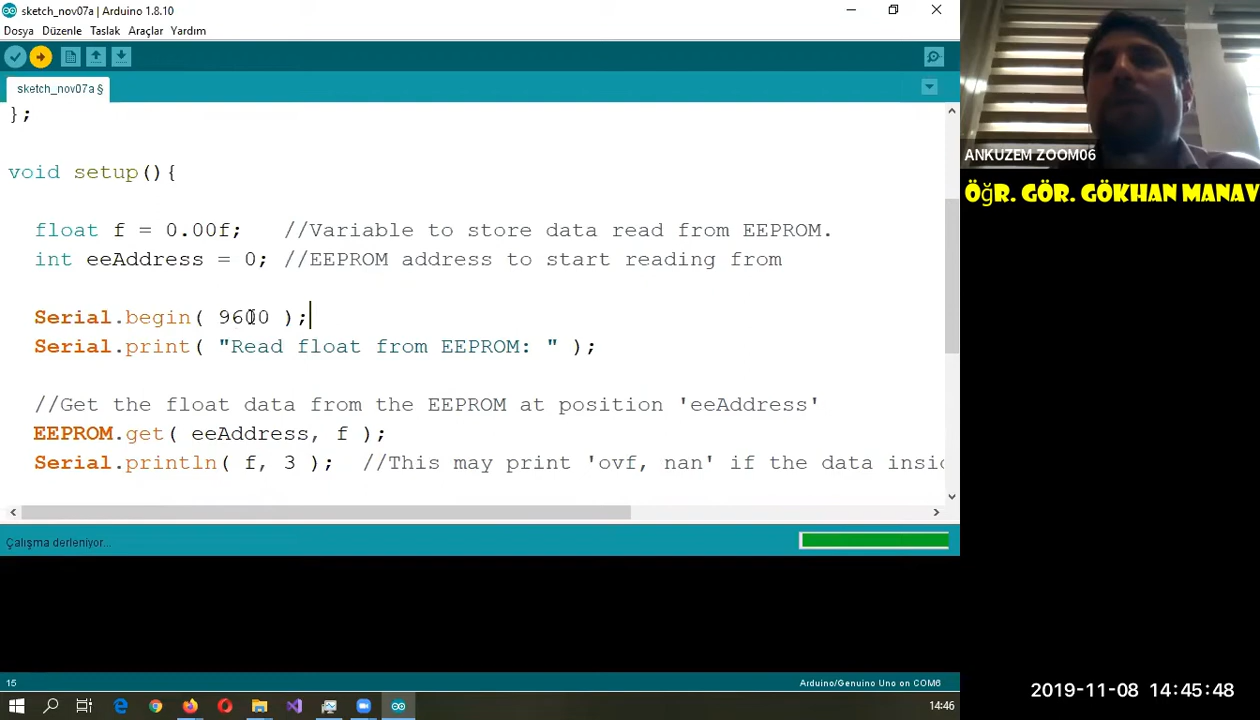 sketch_nov07a | Arduino 1.8.10
Dosya Düzenle Taslak Araçlar Yardım
sketch_nov07a §
};
void setup(){
float f = 0.00f; //Variable to store data read from EEPROM.
int eeAddress = 0; //EEPROM address to start reading from
Serial.begin( 9600 );
Serial.print( "Read float from EEPROM: " );
//Get the float data from the EEPROM at position 'eeAddress'
EEPROM.get( eeAddress, f );
Serial.println( f, 3 ); //This may print 'ovf, nan' if the data insi
Çalışma derleniyor...
15
Arduino/Genuino Uno on COM6
14:46
ANKUZEM ZOOM06
ÖĞR. GÖR. GÖKHAN MANAV
2019-11-08 14:45:48